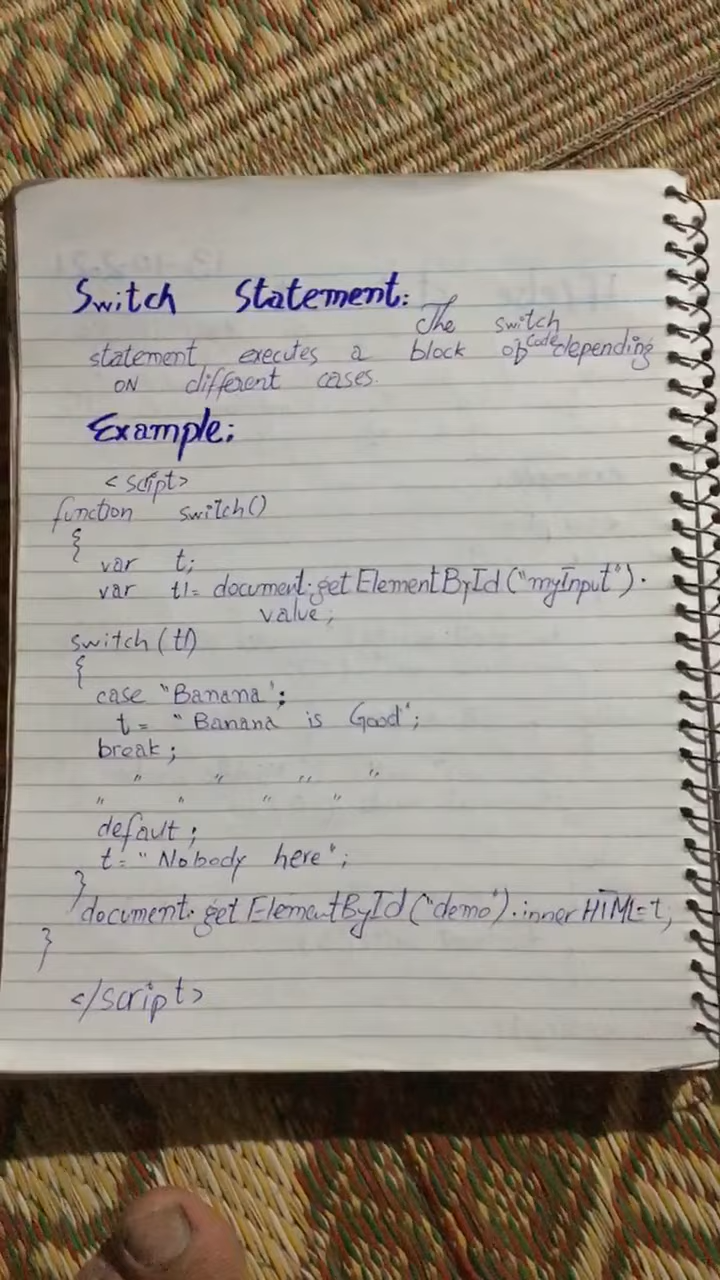 Switch Statement:
The switch
statement executes a block of Code depending
on different cases.
Example:
<script>
function switch()
{
var t;
var t1= document.getElementById("myInput").
value;
switch(t1)
{
case "Banana";
t= "Banana is Good";
break;
" " " "
" " " "
default;
t= "Nobody here";
}
document.getElementById("demo").innerHTML=t;
}
</script>